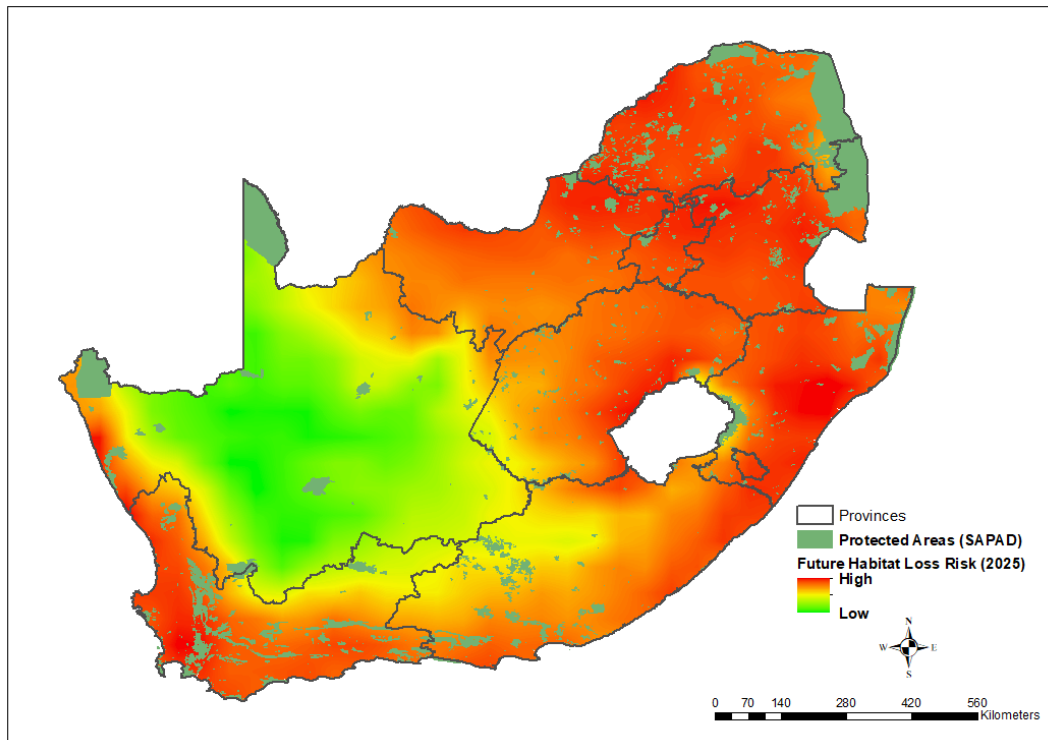 Provinces
Protected Areas (SAPAD)
Future Habitat Loss Risk (2025)
High
Low
N
W E
S
0 70 140 280 420 560
Kilometers